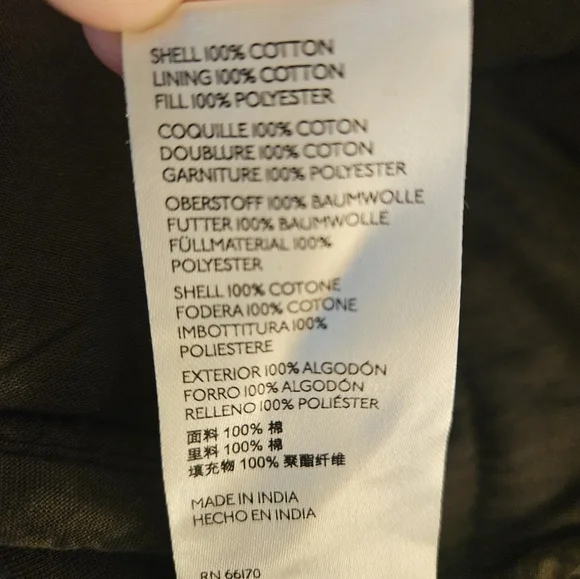 SHELL 100% COTTON
LINING 100% COTTON
FILL 100% POLYESTER
COQUILLE 100% COTON
DOUBLURE 100% COTON
GARNITURE 100% POLYESTER
OBERSTOFF 100% BAUMWOLLE
FUTTER 100% BAUMWOLLE
FÜLLMATERIAL 100%
POLYESTER
SHELL 100% COTONE
FODERA 100% COTONE
IMBOTTITURA 100%
POLIESTERE
EXTERIOR 100% ALGODÓN
FORRO 100% ALGODÓN
RELLENO 100% POLIÉSTER
面料 100% 棉
里料 100% 棉
填充物 100% 聚酯纤维
MADE IN INDIA
HECHO EN INDIA
RN 66170